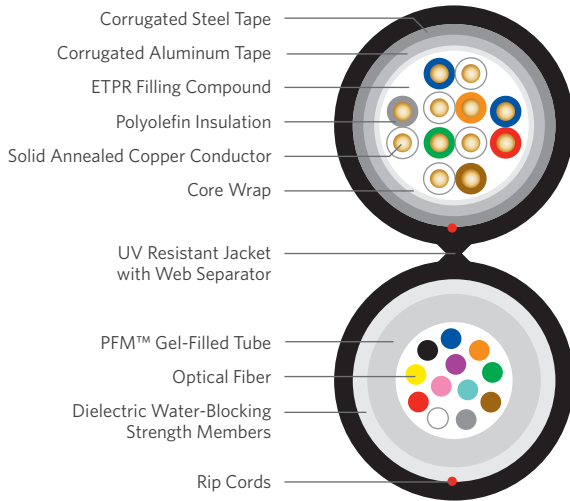 Corrugated Steel Tape
Corrugated Aluminum Tape
ETPR Filling Compound
Polyolefin Insulation
Solid Annealed Copper Conductor
Core Wrap
UV Resistant Jacket
with Web Separator
PFM™ Gel-Filled Tube
Optical Fiber
Dielectric Water-Blocking
Strength Members
Rip Cords